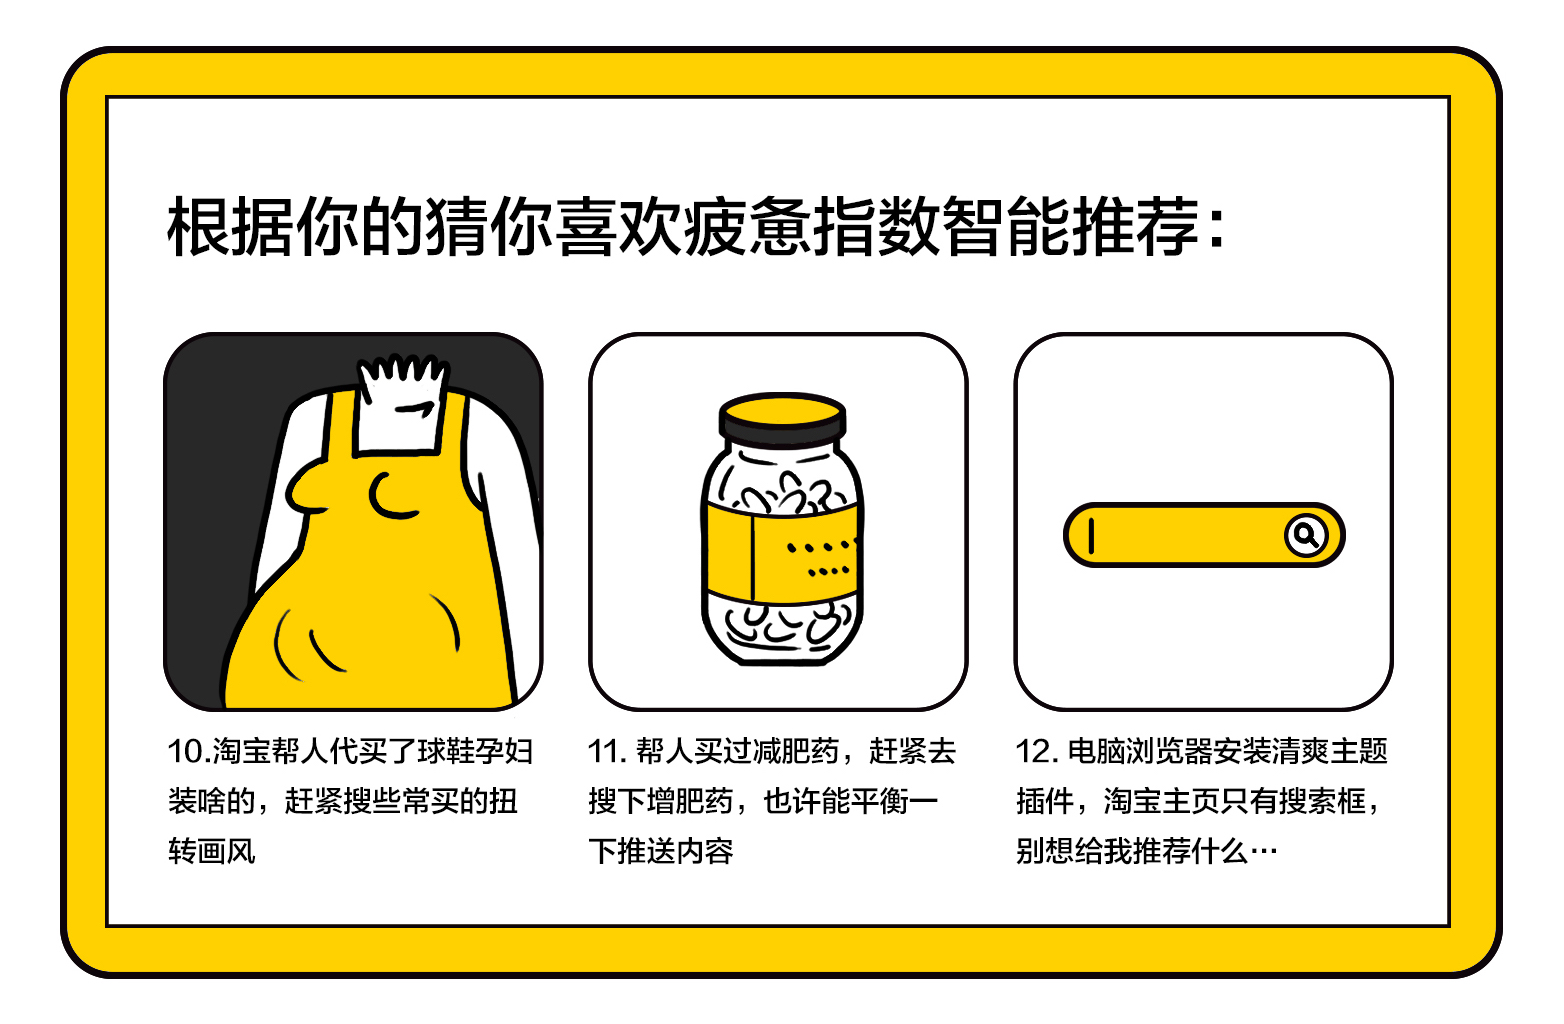 根据你的猜你喜欢疲惫指数智能推荐：
10.淘宝帮人代买了球鞋孕妇
装啥的，赶紧搜些常买的扭
转画风
11. 帮人买过减肥药，赶紧去
搜下增肥药，也许能平衡一
下推送内容
12. 电脑浏览器安装清爽主题
插件，淘宝主页只有搜索框，
别想给我推荐什么…